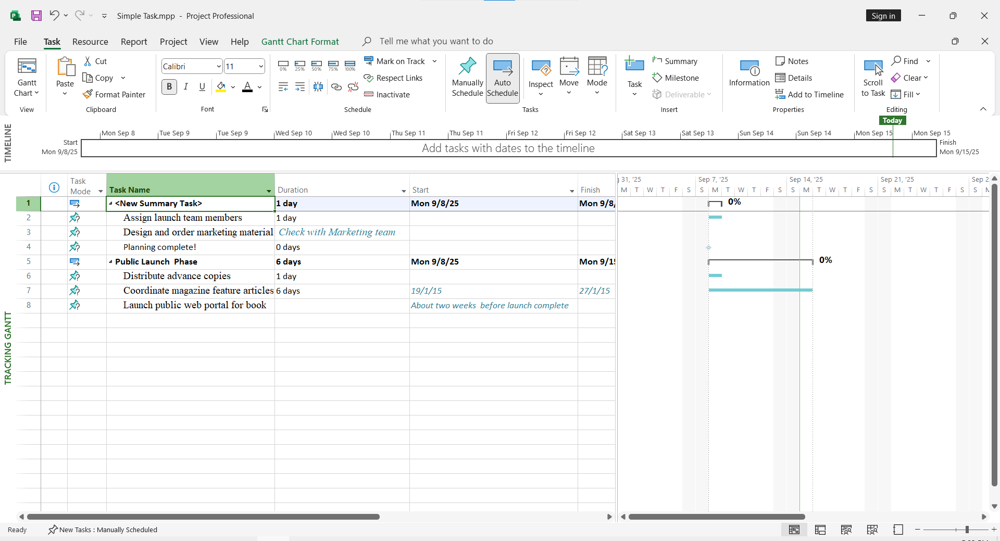 Simple Task.mpp - Project Professional
Sign in
File Task Resource Report Project View Help Gantt Chart Format Tell me what you want to do
Gantt Chart
View
Paste
Cut
Copy
Format Painter
Clipboard
Calibri 11
B I U A
Font
0% 25% 50% 75% 100%
Mark on Track
Respect Links
Inactivate
Schedule
Manually Schedule
Auto Schedule
Inspect
Move
Mode
Tasks
Task
Summary
Milestone
Deliverable
Insert
Information
Notes
Details
Add to Timeline
Properties
Scroll to Task
Find
Clear
Fill
Editing
TIMELINE
Today
Mon Sep 8 Tue Sep 9 Tue Sep 9 Wed Sep 10 Wed Sep 10 Thu Sep 11 Thu Sep 11 Fri Sep 12 Fri Sep 12 Sat Sep 13 Sat Sep 13 Sun Sep 14 Sun Sep 14 Mon Sep 15 Mon Sep 15
Start
Mon 9/8/25
Add tasks with dates to the timeline
Finish
Mon 9/15/25
Task Mode Task Name Duration Start Finish
31, '25 Sep 7, '25 Sep 14, '25 Sep 21, '25 Sep 2
M T W T F S S M T W T F S S M T W T F S S M T W T F S S M
1 <New Summary Task> 1 day Mon 9/8/25 Mon 9/8/ 0%
2 Assign launch team members 1 day
3 Design and order marketing material Check with Marketing team
4 Planning complete! 0 days
5 Public Launch Phase 6 days Mon 9/8/25 Mon 9/15 0%
6 Distribute advance copies 1 day
7 Coordinate magazine feature articles 6 days 19/1/15 27/1/15
8 Launch public web portal for book About two weeks before launch complete
TRACKING GANTT
Ready New Tasks : Manually Scheduled